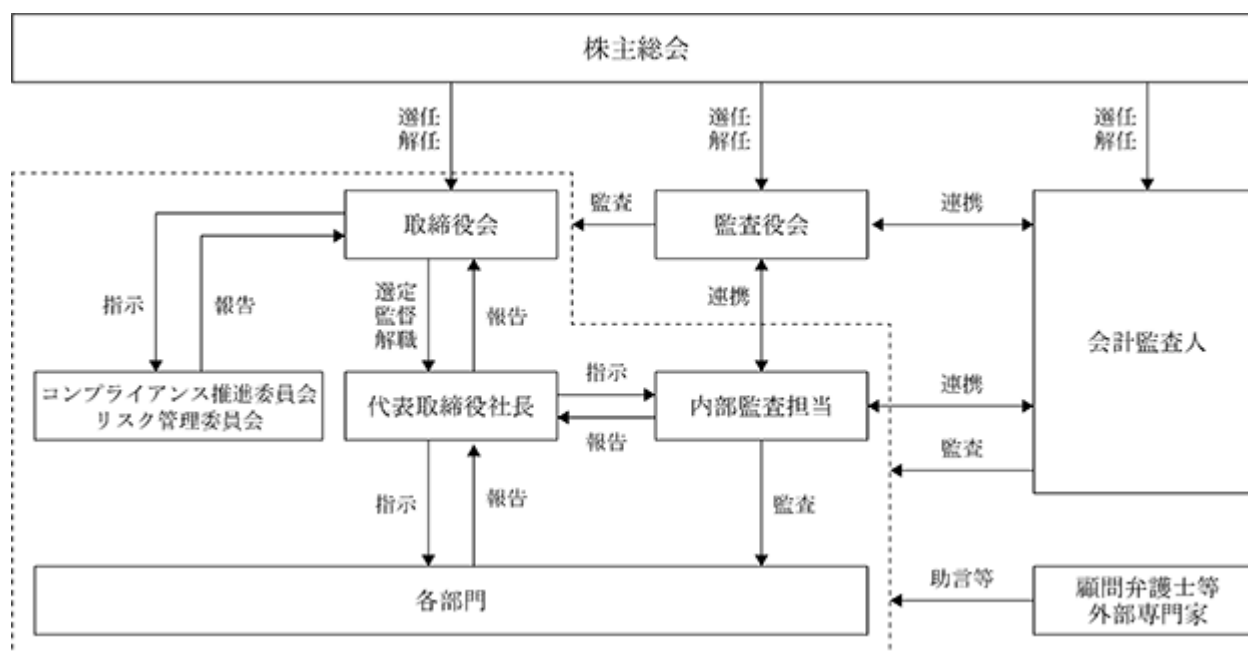 株主総会
選任
解任
選任
解任
選任
解任
取締役会
監査
監査役会
連携
指示
報告
選定
監督
解職
報告
連携
会計監査人
コンプライアンス推進委員会
リスク管理委員会
代表取締役社長
指示
報告
内部監査担当
連携
監査
指示
報告
監査
各部門
助言等
顧問弁護士等
外部専門家